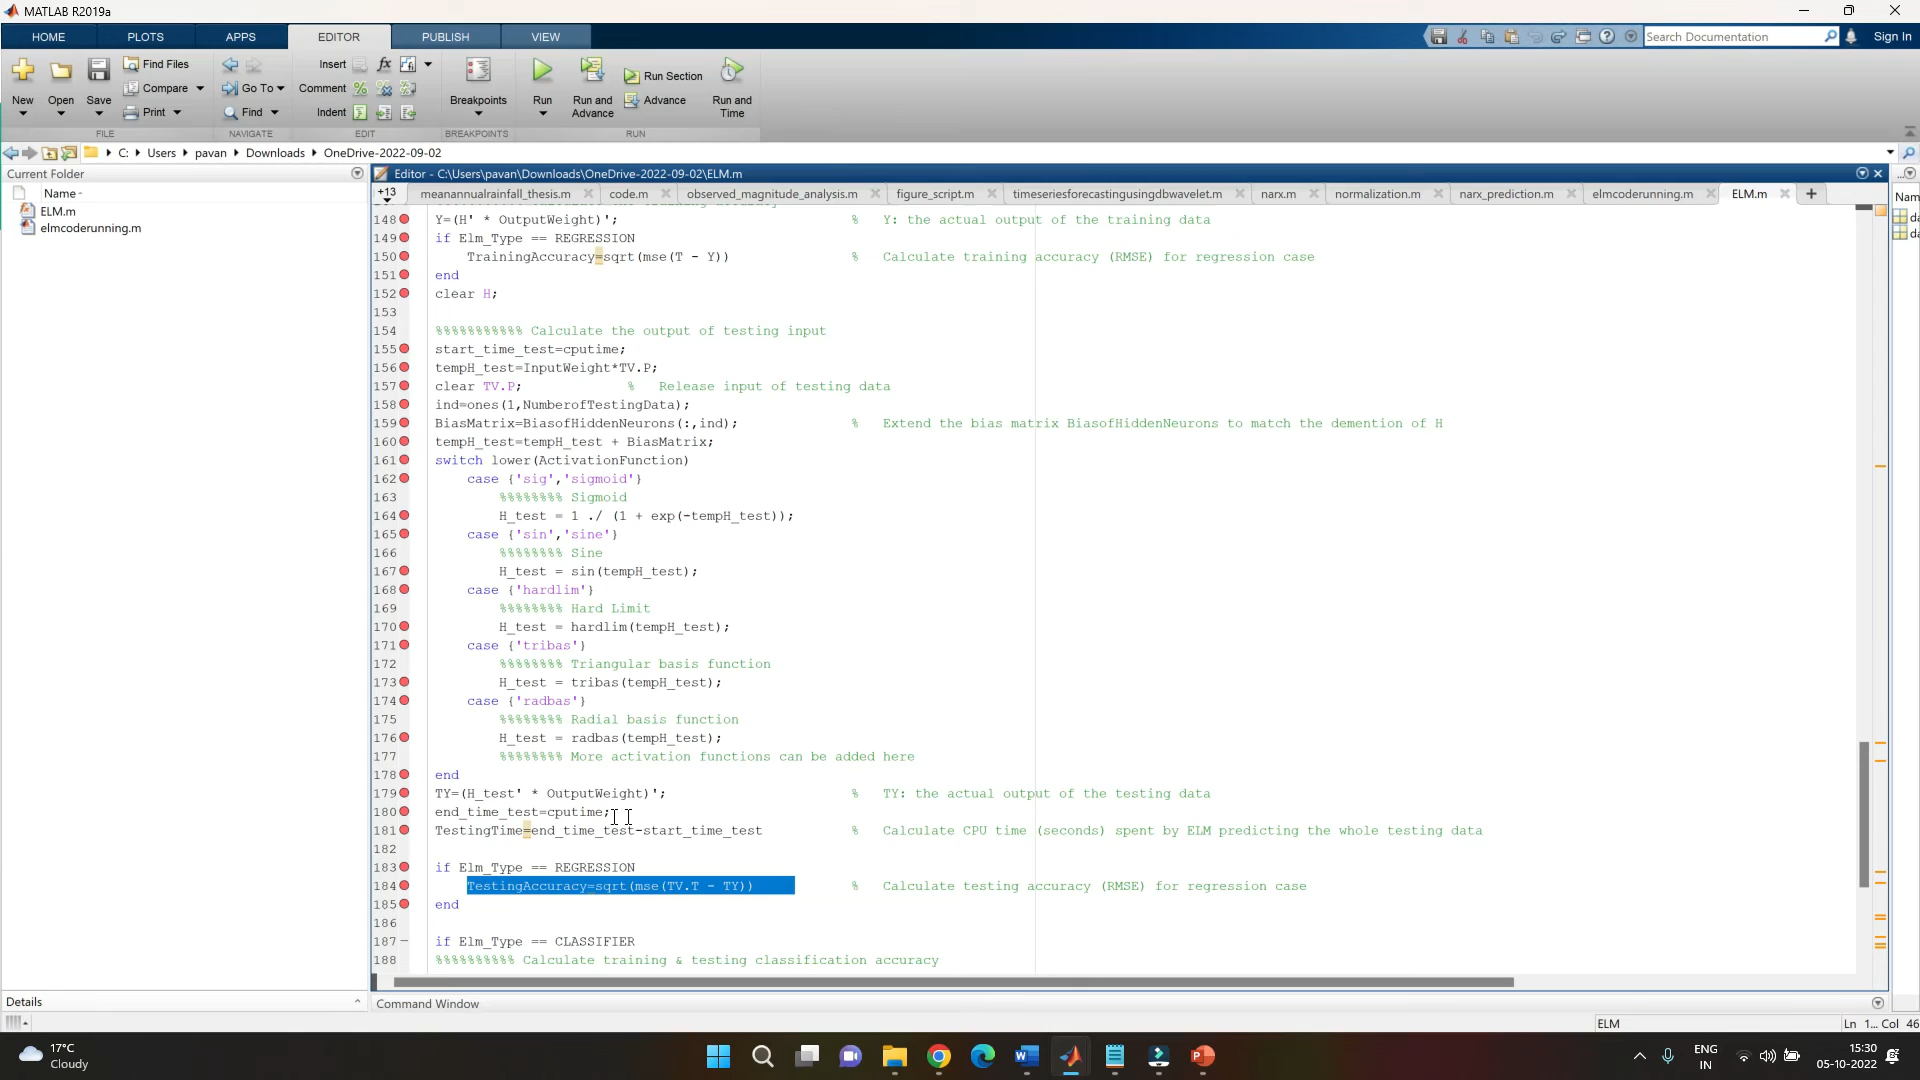 MATLAB R2019a
HOME PLOTS APPS EDITOR PUBLISH VIEW
Search Documentation
Sign In
New Open Save
Find Files
Compare
Print
FILE
Go To
Find
NAVIGATE
Insert
Comment
Indent
EDIT
Breakpoints
BREAKPOINTS
Run
Run and Advance
Run Section
Advance
Run and Time
RUN
C: Users pavan Downloads OneDrive-2022-09-02
Current Folder
Name
ELM.m
elmcoderunning.m
Editor - C:\Users\pavan\Downloads\OneDrive-2022-09-02\ELM.m
+13 meanannualrainfall_thesis.m code.m observed_magnitude_analysis.m figure_script.m timeseriesforecastingusingdbwavelet.m narx.m normalization.m narx_prediction.m elmcoderunning.m ELM.m
148 Y=(H' * OutputWeight)'; % Y: the actual output of the training data
149 if Elm_Type == REGRESSION
150 TrainingAccuracy=sqrt(mse(T - Y)) % Calculate training accuracy (RMSE) for regression case
151 end
152 clear H;
153
154 %%%%%%%%%%% Calculate the output of testing input
155 start_time_test=cputime;
156 tempH_test=InputWeight*TV.P;
157 clear TV.P; % Release input of testing data
158 ind=ones(1,NumberofTestingData);
159 BiasMatrix=BiasofHiddenNeurons(:,ind); % Extend the bias matrix BiasofHiddenNeurons to match the demention of H
160 tempH_test=tempH_test + BiasMatrix;
161 switch lower(ActivationFunction)
162 case {'sig','sigmoid'}
163 %%%%%%%% Sigmoid
164 H_test = 1 ./ (1 + exp(-tempH_test));
165 case {'sin','sine'}
166 %%%%%%%% Sine
167 H_test = sin(tempH_test);
168 case {'hardlim'}
169 %%%%%%%% Hard Limit
170 H_test = hardlim(tempH_test);
171 case {'tribas'}
172 %%%%%%%% Triangular basis function
173 H_test = tribas(tempH_test);
174 case {'radbas'}
175 %%%%%%%% Radial basis function
176 H_test = radbas(tempH_test);
177 %%%%%%%% More activation functions can be added here
178 end
179 TY=(H_test' * OutputWeight)'; % TY: the actual output of the testing data
180 end_time_test=cputime;
181 TestingTime=end_time_test-start_time_test % Calculate CPU time (seconds) spent by ELM predicting the whole testing data
182
183 if Elm_Type == REGRESSION
184 TestingAccuracy=sqrt(mse(TV.T - TY)) % Calculate testing accuracy (RMSE) for regression case
185 end
186
187 if Elm_Type == CLASSIFIER
188 %%%%%%%%%% Calculate training & testing classification accuracy
Details
Command Window
ELM
Ln 1... Col 46
17°C
Cloudy
ENG
IN
15:30
05-10-2022